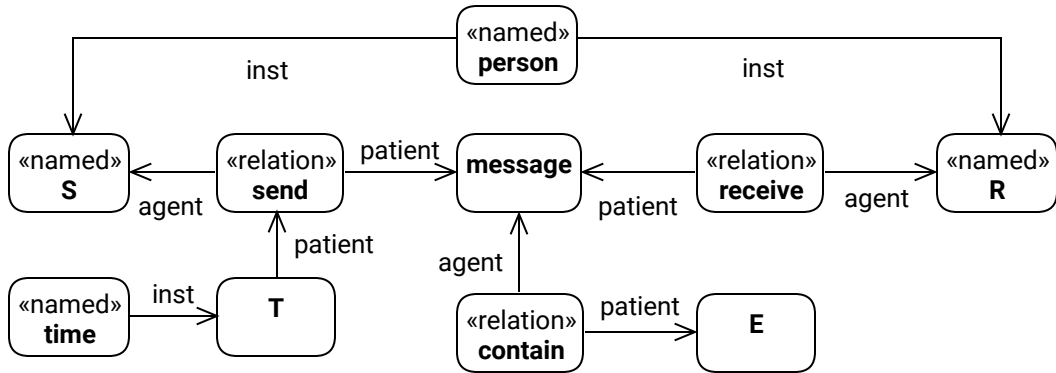 «named»
person
inst
inst
«named»
S
agent
«relation»
send
patient
message
patient
«relation»
receive
agent
«named»
R
patient
«named»
time
inst
T
agent
«relation»
contain
patient
E